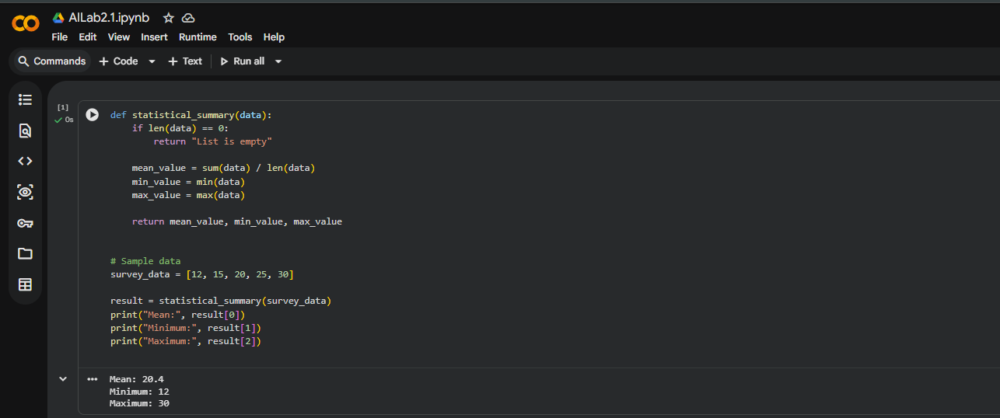 AILab2.1.ipynb
File Edit View Insert Runtime Tools Help
Commands + Code + Text Run all
[1]
0s
def statistical_summary(data):
    if len(data) == 0:
        return "List is empty"
    mean_value = sum(data) / len(data)
    min_value = min(data)
    max_value = max(data)
    return mean_value, min_value, max_value
# Sample data
survey_data = [12, 15, 20, 25, 30]
result = statistical_summary(survey_data)
print("Mean:", result[0])
print("Minimum:", result[1])
print("Maximum:", result[2])
Mean: 20.4
Minimum: 12
Maximum: 30